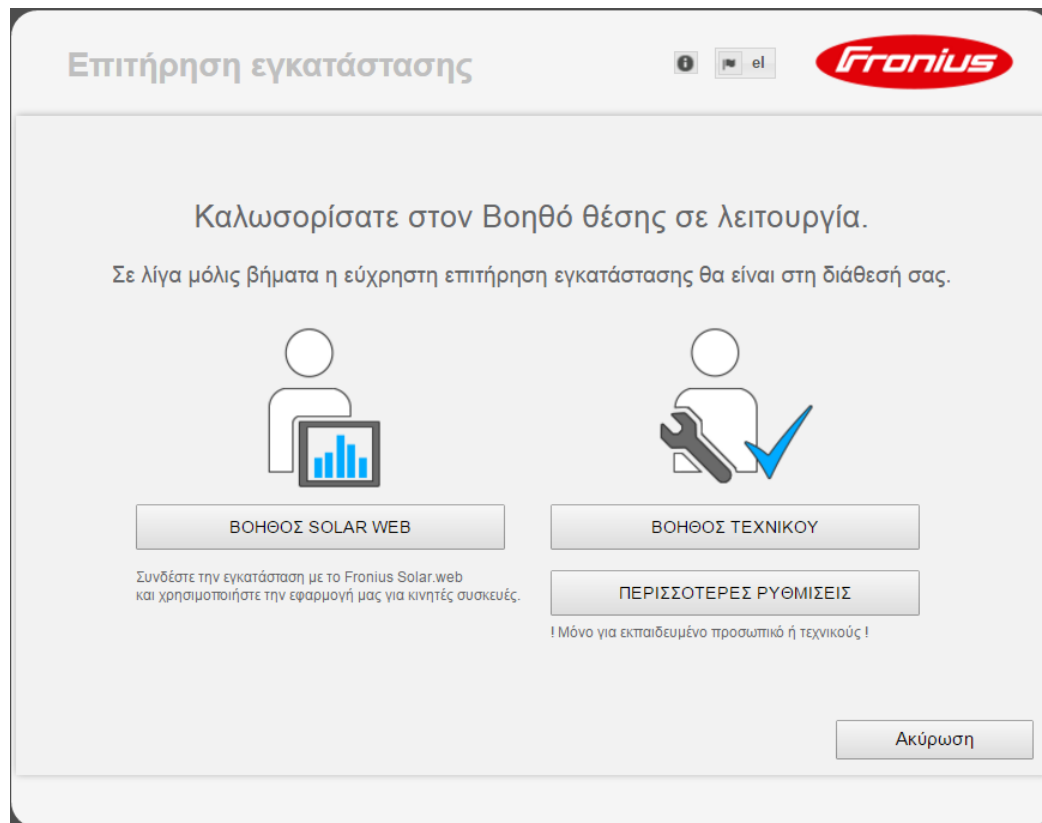 Επιτήρηση εγκατάστασης
el
Fronius
Καλωσορίσατε στον Βοηθό θέσης σε λειτουργία.
Σε λίγα μόλις βήματα η εύχρηστη επιτήρηση εγκατάστασης θα είναι στη διάθεσή σας.
ΒΟΗΘΟΣ SOLAR WEB
Συνδέστε την εγκατάσταση με το Fronius Solar.web
και χρησιμοποιήστε την εφαρμογή μας για κινητές συσκευές.
ΒΟΗΘΟΣ ΤΕΧΝΙΚΟΥ
ΠΕΡΙΣΣΟΤΕΡΕΣ ΡΥΘΜΙΣΕΙΣ
! Μόνο για εκπαιδευμένο προσωπικό ή τεχνικούς !
Ακύρωση